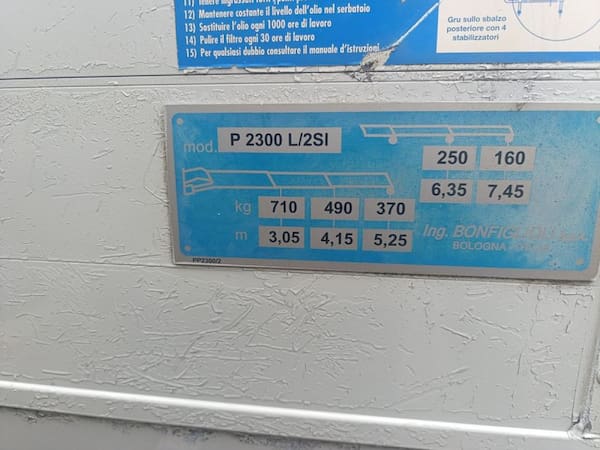 12) Mantenere costante il livello dell'olio nel serbatoio
13) Sostituire l'olio ogni 1000 ore di lavoro
14) Pulire il filtro ogni 30 ore di lavoro
15) Per qualsiasi dubbio consultare il manuale d'istruzioni
Gru sullo sbalzo
posteriore con 4
stabilizzatori
mod. P 2300 L/2SI
250 160
6,35 7,45
kg 710 490 370
m 3,05 4,15 5,25
Ing.
BOLOGNA
PP2300/2